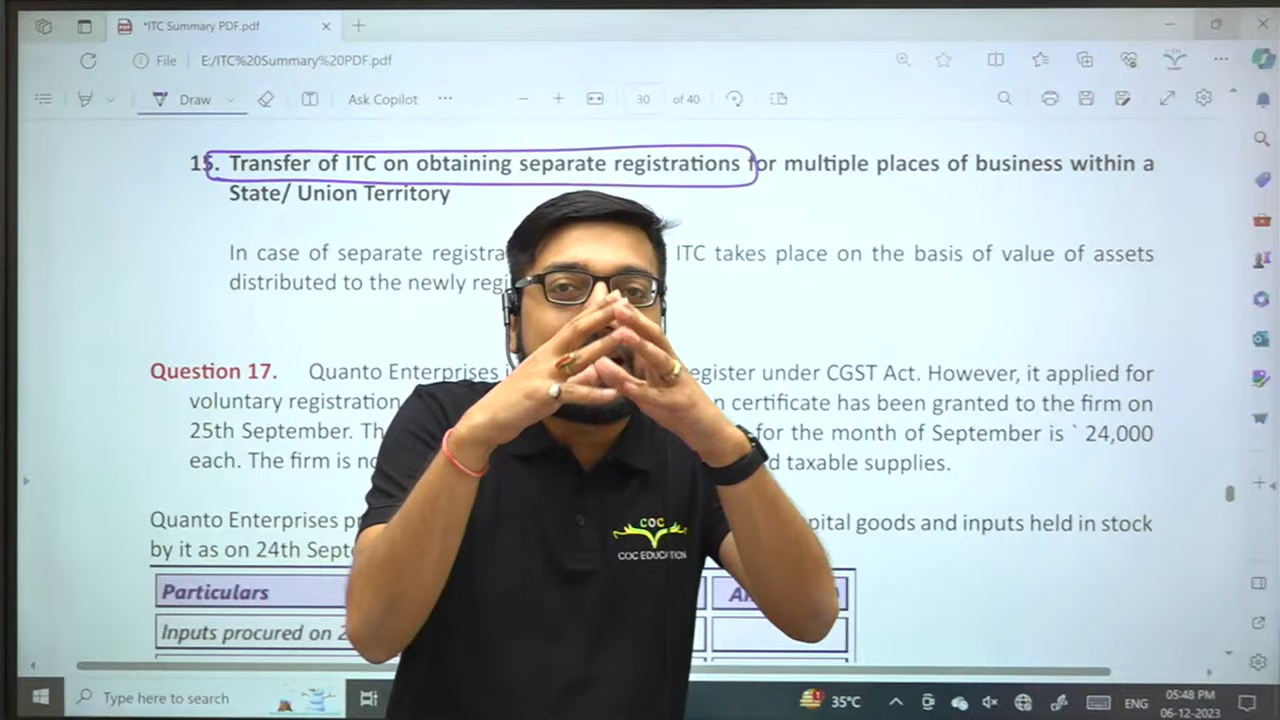 *ITC Summary PDF.pdf
File
E:/ITC%20Summary%20PDF.pdf
Draw
Ask Copilot
30 of 40
15. Transfer of ITC on obtaining separate registrations for multiple places of business within a
State/ Union Territory
In case of separate registra ITC takes place on the basis of value of assets
distributed to the newly regi
Question 17. Quanto Enterprises i egister under CGST Act. However, it applied for
voluntary registration n certificate has been granted to the firm on
25th September. Th for the month of September is ` 24,000
each. The firm is no d taxable supplies.
Quanto Enterprises pr pital goods and inputs held in stock
by it as on 24th Septe
Particulars
Inputs procured on 2
COC
COC EDUCATION
Type here to search
1
35°C
ENG
05:48 PM
06-12-2023